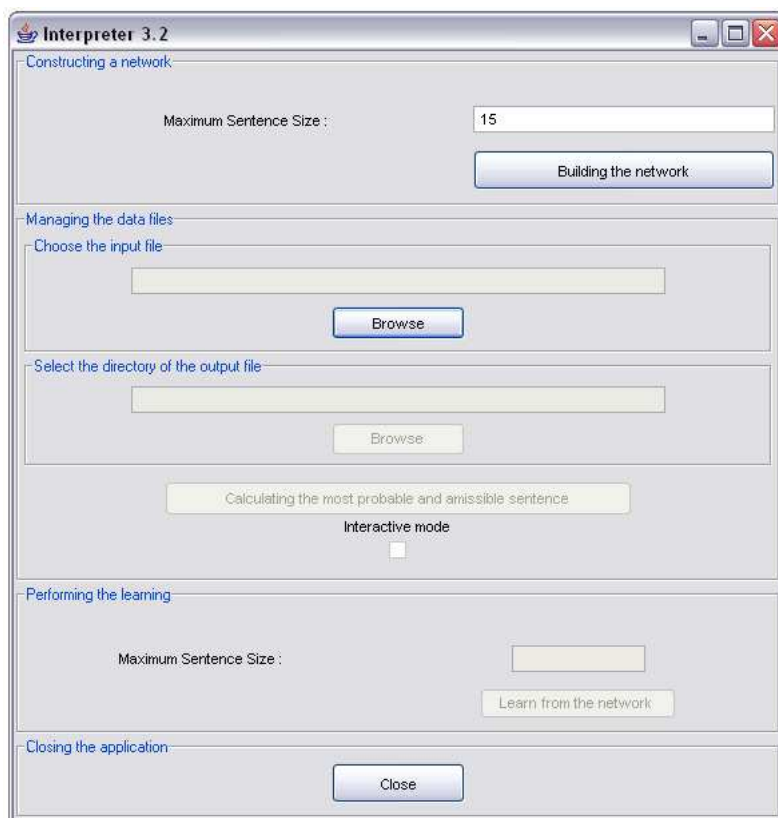 Interpreter 3.2
Constructing a network
Maximum Sentence Size :
15
Building the network
Managing the data files
Choose the input file
Browse
Select the directory of the output file
Browse
Calculating the most probable and amissible sentence
Interactive mode
Performing the learning
Maximum Sentence Size :
Learn from the network
Closing the application
Close